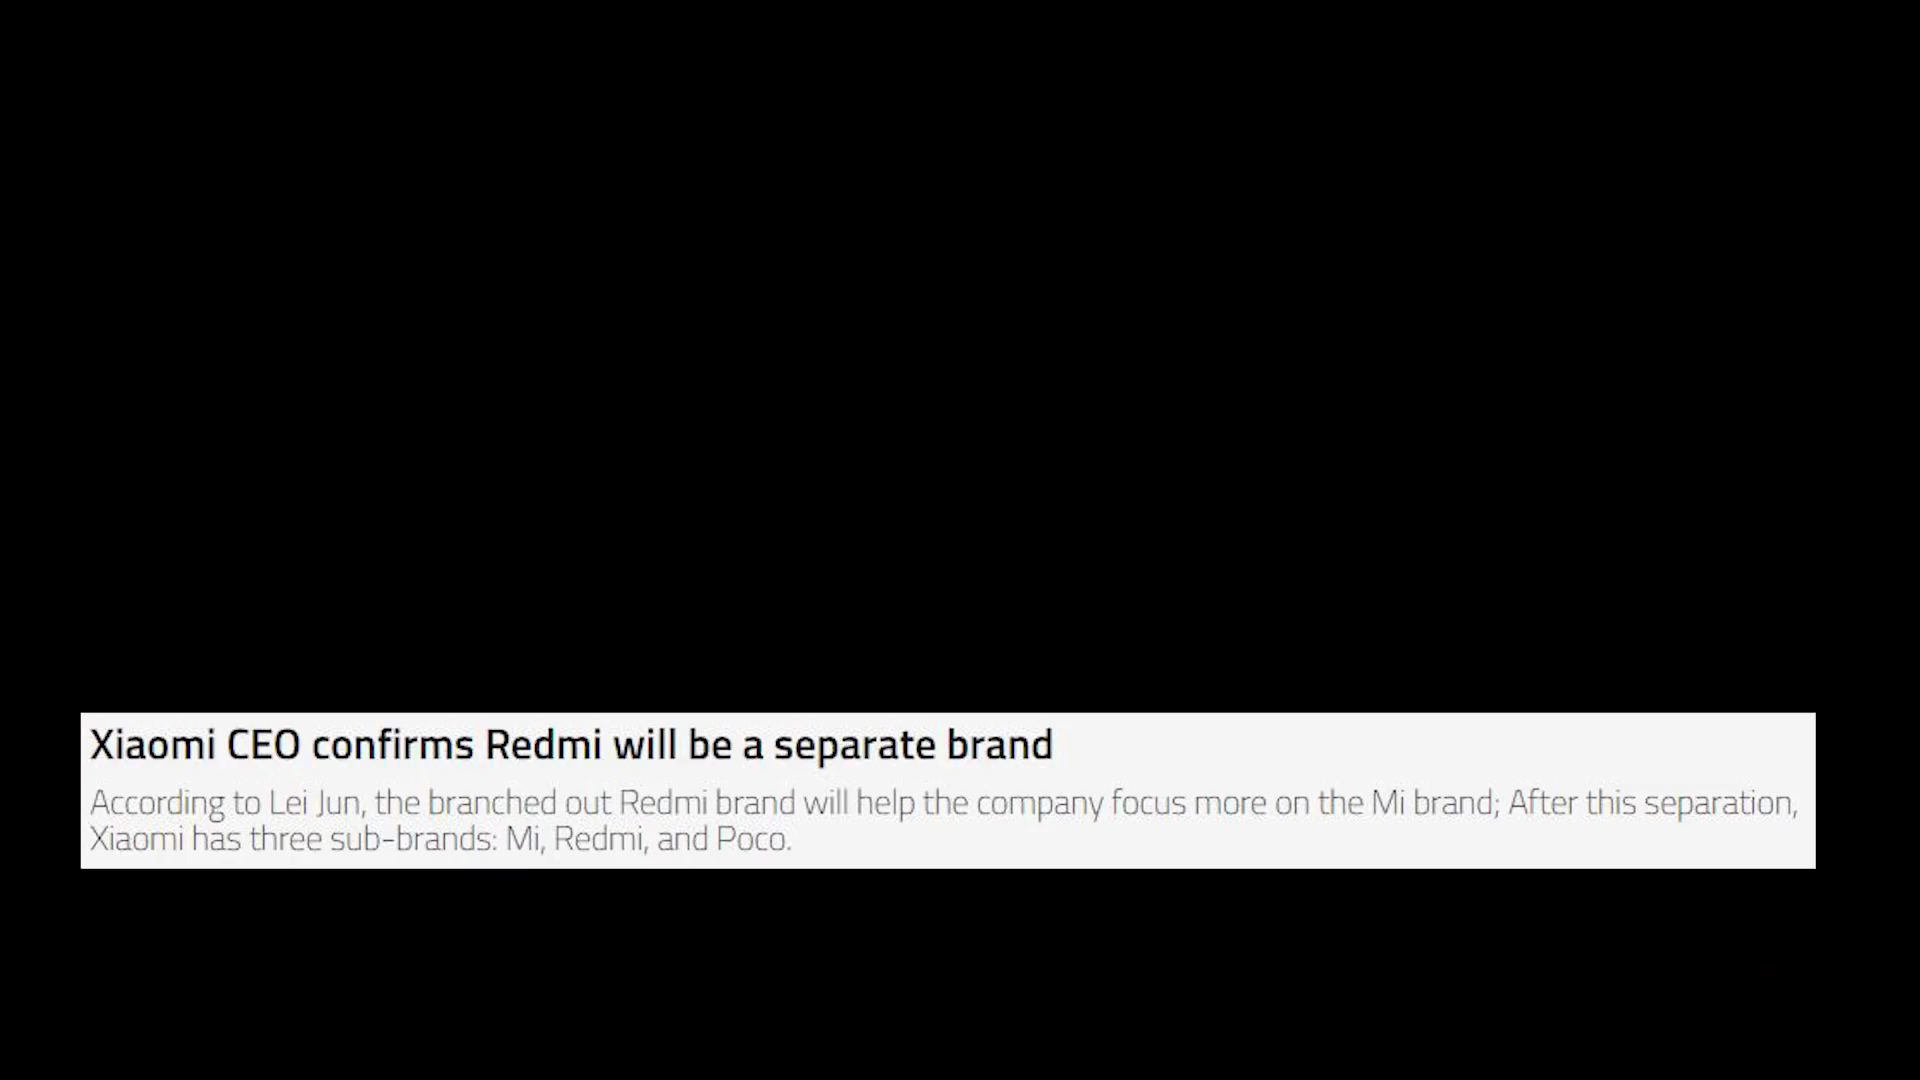 Xiaomi CEO confirms Redmi will be a separate brand
According to Lei Jun, the branched out Redmi brand will help the company focus more on the Mi brand; After this separation,
Xiaomi has three sub-brands: Mi, Redmi, and Poco.